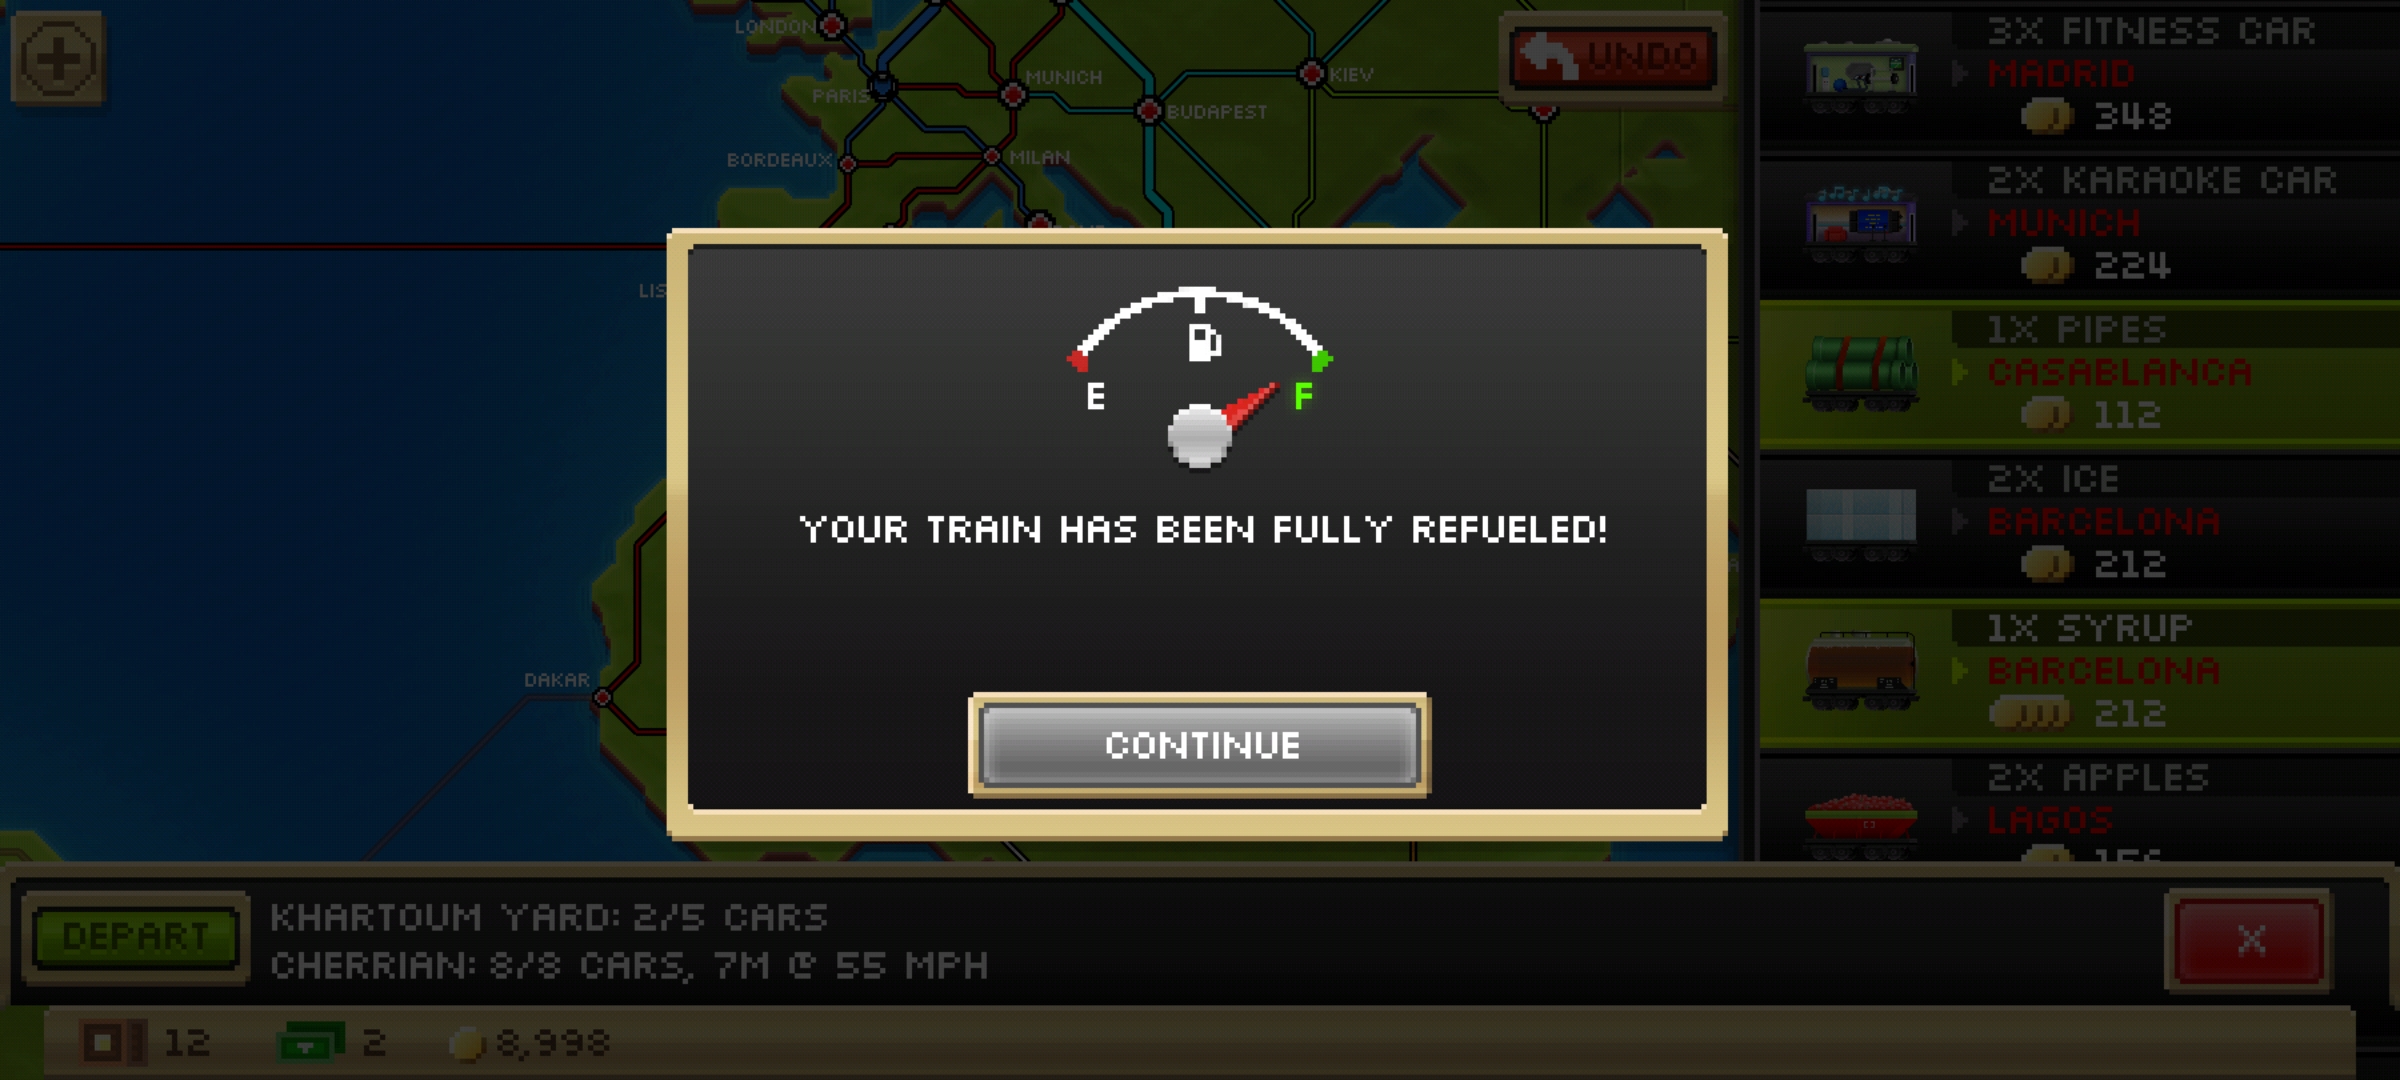 LONDON
PARIS
MUNICH
KIEV
BUDAPEST
BORDEAUX
MILAN
LIS
DAKAR
UNDO
E
F
YOUR TRAIN HAS BEEN FULLY REFUELED!
CONTINUE
3X FITNESS CAR
MADRID
348
2X KARAOKE CAR
MUNICH
224
1X PIPES
CASABLANCA
112
2X ICE
BARCELONA
212
1X SYRUP
BARCELONA
212
2X APPLES
LAGOS
DEPART
KHARTOUM YARD: 2/5 CARS
CHERRIAN: 8/8 CARS, 7M @ 55 MPH
X
12
2
8,998